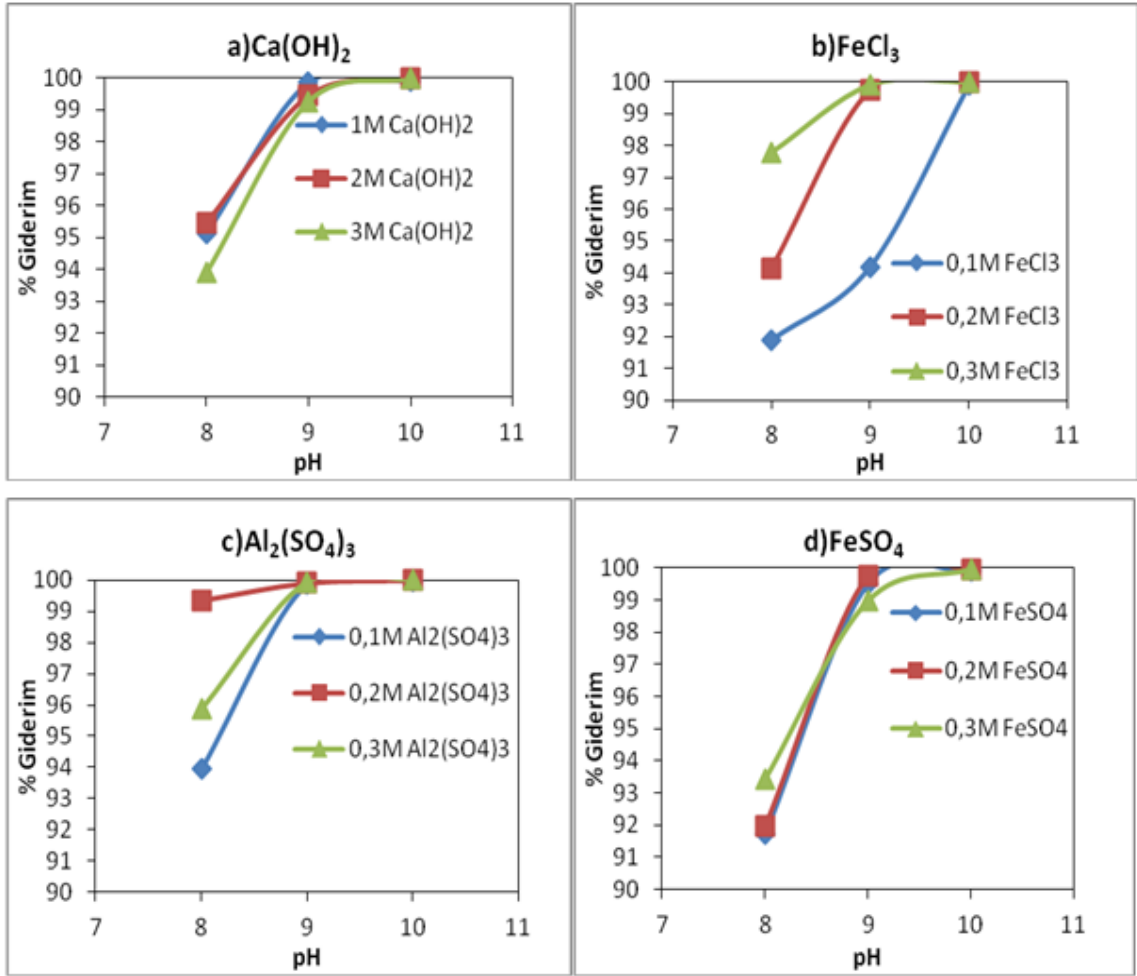 a)Ca(OH)₂
100
99
98
97
96
95
94
93
92
91
90
% Giderim
1M Ca(OH)2
2M Ca(OH)2
3M Ca(OH)2
7 8 9 10 11
pH
b)FeCl₃
100
99
98
97
96
95
94
93
92
91
90
% Giderim
0,1M FeCl3
0,2M FeCl3
0,3M FeCl3
7 8 9 10 11
pH
c)Al₂(SO₄)₃
100
99
98
97
96
95
94
93
92
91
90
% Giderim
0,1M Al2(SO4)3
0,2M Al2(SO4)3
0,3M Al2(SO4)3
7 8 9 10 11
pH
d)FeSO₄
100
99
98
97
96
95
94
93
92
91
90
% Giderim
0,1M FeSO4
0,2M FeSO4
0,3M FeSO4
7 8 9 10 11
pH